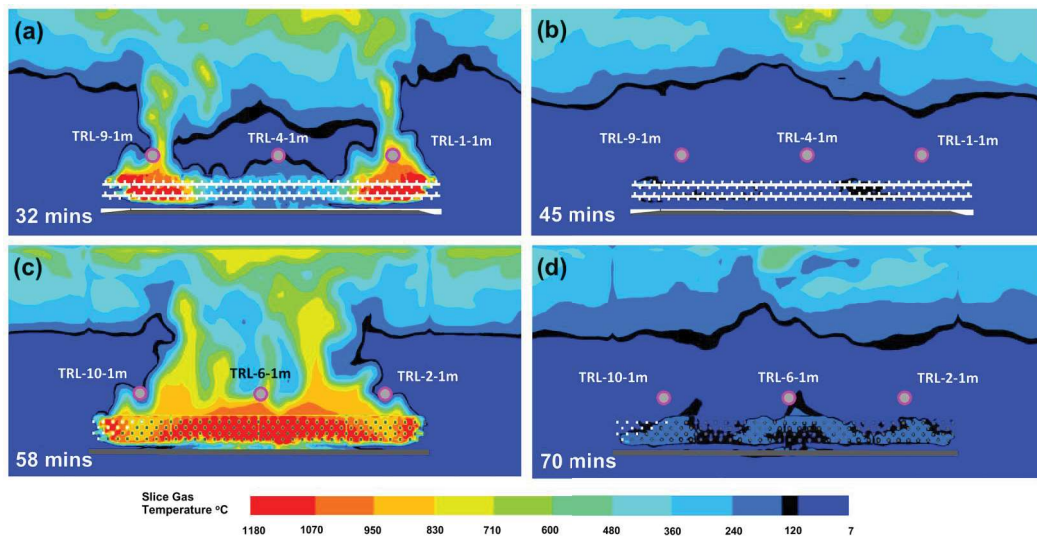 (a)
TRL-9-1m TRL-4-1m TRL-1-1m
32 mins
(b)
TRL-9-1m TRL-4-1m TRL-1-1m
45 mins
(c)
TRL-10-1m TRL-6-1m TRL-2-1m
58 mins
(d)
TRL-10-1m TRL-6-1m TRL-2-1m
70 mins
Slice Gas
Temperature ºC
1180 1070 950 830 710 600 480 360 240 120 7